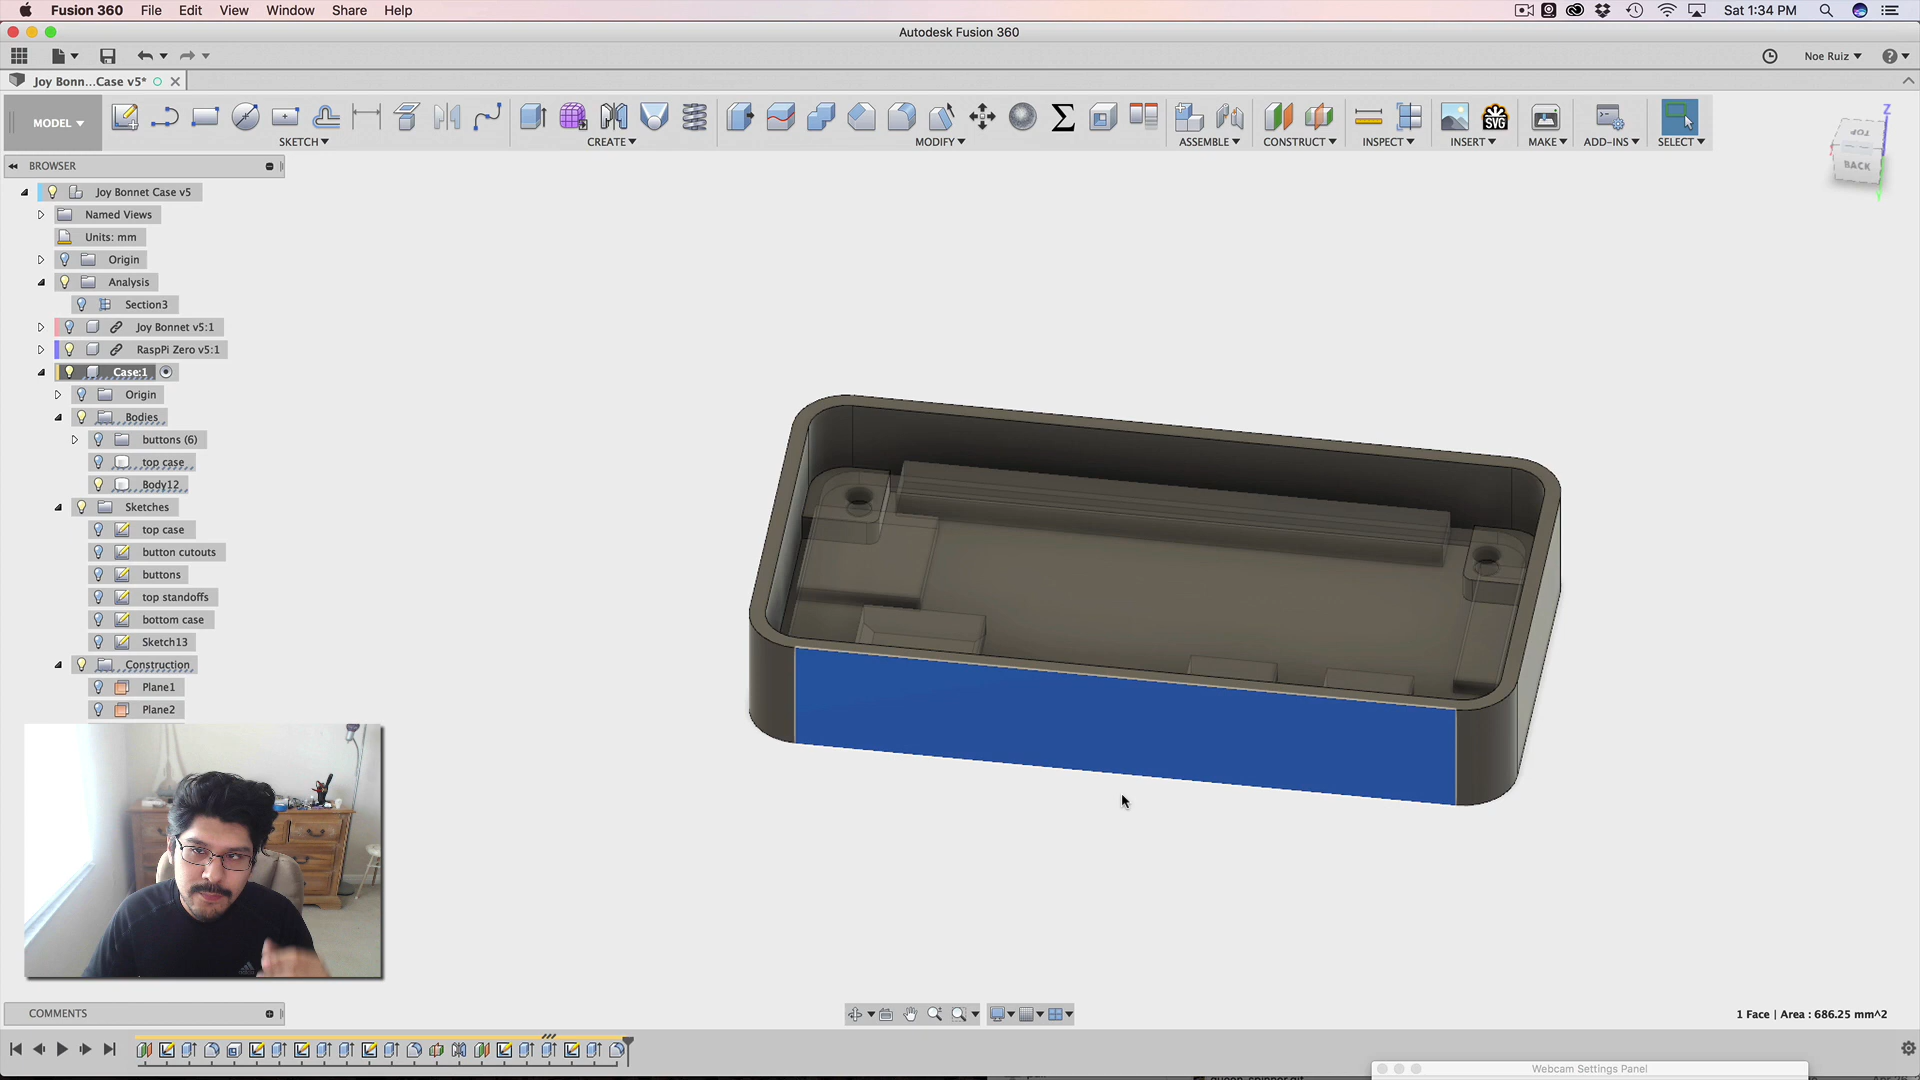 Fusion 360 File Edit View Window Share Help
Sat 1:34 PM
Autodesk Fusion 360
Noe Ruiz
Joy Bonn...Case v5*
MODEL
SKETCH CREATE MODIFY ASSEMBLE CONSTRUCT INSPECT INSERT MAKE ADD-INS SELECT
SVG
BROWSER
Joy Bonnet Case v5
Named Views
Units: mm
Origin
Analysis
Section3
Joy Bonnet v5:1
RaspPi Zero v5:1
Case:1
Origin
Bodies
buttons (6)
top case
Body12
Sketches
top case
button cutouts
buttons
top standoffs
bottom case
Sketch13
Construction
Plane1
Plane2
Z
TOP
BACK
COMMENTS
1 Face | Area : 686.25 mm^2
Webcam Settings Panel